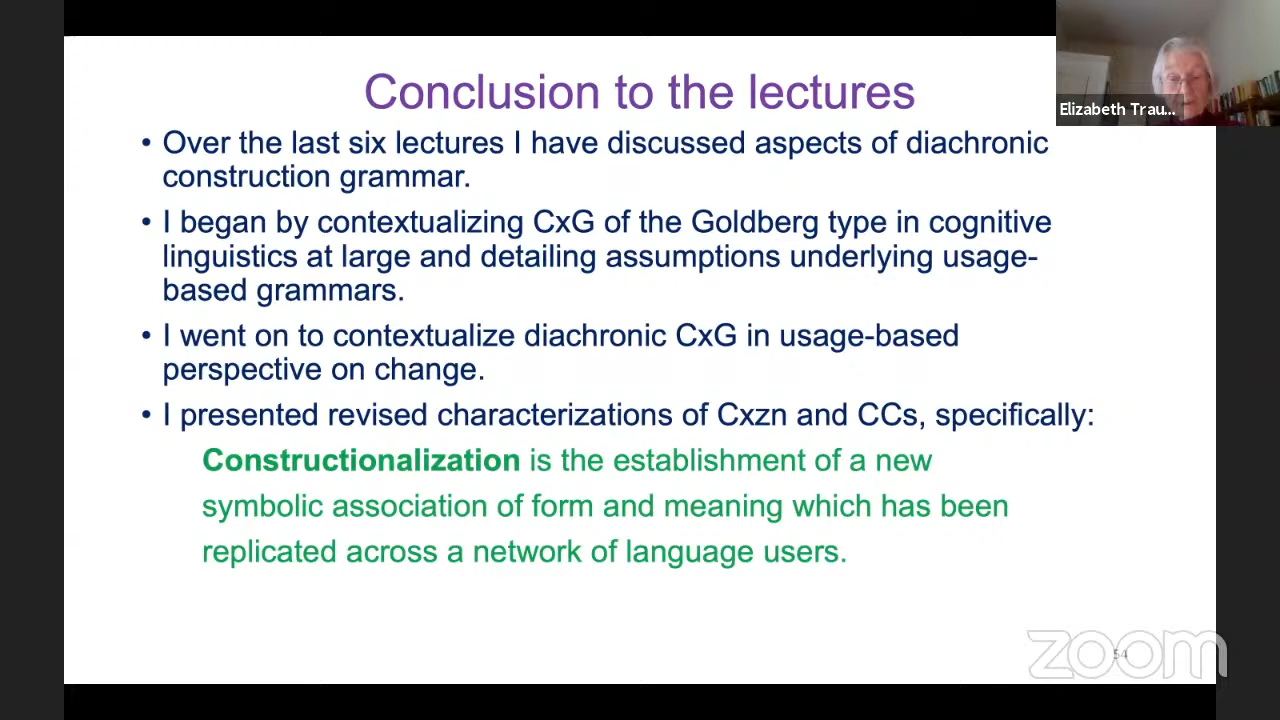 Conclusion to the lectures
• Over the last six lectures I have discussed aspects of diachronic
construction grammar.
• I began by contextualizing CxG of the Goldberg type in cognitive
linguistics at large and detailing assumptions underlying usage-
based grammars.
• I went on to contextualize diachronic CxG in usage-based
perspective on change.
• I presented revised characterizations of Cxzn and CCs, specifically:
Constructionalization is the establishment of a new
symbolic association of form and meaning which has been
replicated across a network of language users.
Elizabeth Trau...
54
zoom